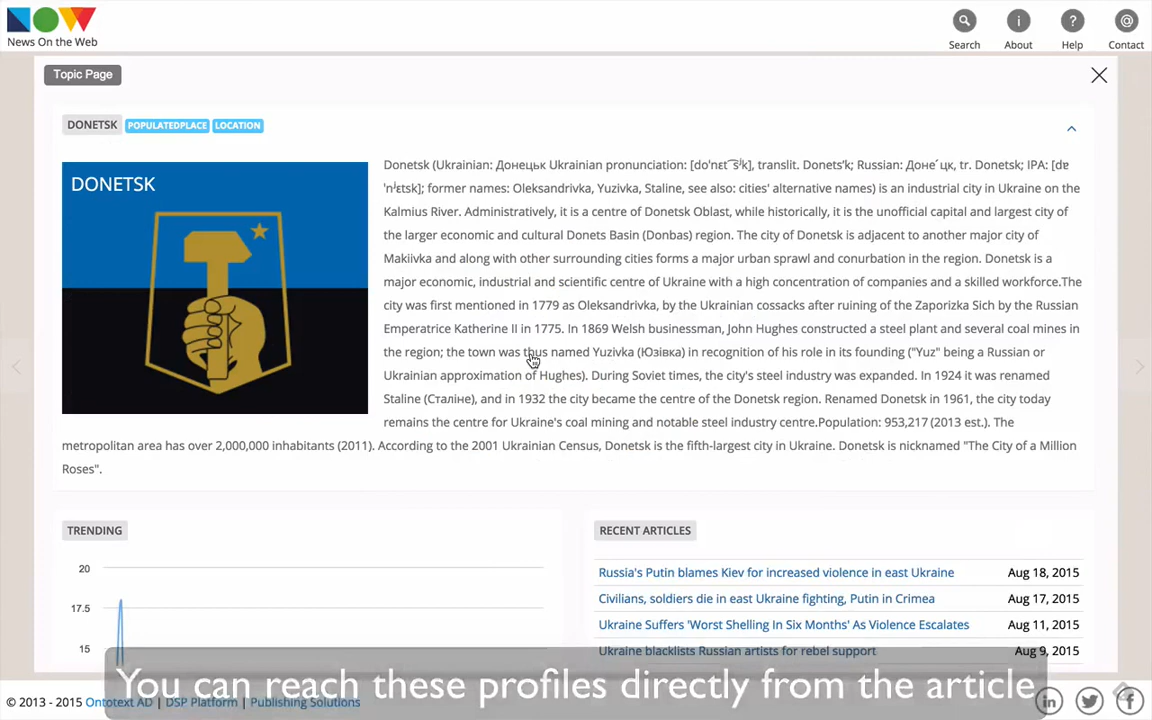 News On the Web
Search
About
Help
Contact
Topic Page
DONETSK POPULATEDPLACE LOCATION
DONETSK
Donetsk (Ukrainian: Донецьк Ukrainian pronunciation: [doˈnɛt͡sʲk], translit. Donets'k; Russian: Доне́цк, tr. Donetsk; IPA: [dɐ
ˈnʲɛtsk]; former names: Oleksandrivka, Yuzivka, Staline, see also: cities' alternative names) is an industrial city in Ukraine on the
Kalmius River. Administratively, it is a centre of Donetsk Oblast, while historically, it is the unofficial capital and largest city of
the larger economic and cultural Donets Basin (Donbas) region. The city of Donetsk is adjacent to another major city of
Makiivka and along with other surrounding cities forms a major urban sprawl and conurbation in the region. Donetsk is a
major economic, industrial and scientific centre of Ukraine with a high concentration of companies and a skilled workforce.The
city was first mentioned in 1779 as Oleksandrivka, by the Ukrainian cossacks after ruining of the Zaporizka Sich by the Russian
Emperatrice Katherine II in 1775. In 1869 Welsh businessman, John Hughes constructed a steel plant and several coal mines in
the region; the town was thus named Yuzivka (Юзівка) in recognition of his role in its founding ("Yuz" being a Russian or
Ukrainian approximation of Hughes). During Soviet times, the city's steel industry was expanded. In 1924 it was renamed
Staline (Сталіне), and in 1932 the city became the centre of the Donetsk region. Renamed Donetsk in 1961, the city today
remains the centre for Ukraine's coal mining and notable steel industry centre.Population: 953,217 (2013 est.). The
metropolitan area has over 2,000,000 inhabitants (2011). According to the 2001 Ukrainian Census, Donetsk is the fifth-largest city in Ukraine. Donetsk is nicknamed "The City of a Million
Roses".
TRENDING
20
17.5
15
RECENT ARTICLES
Russia's Putin blames Kiev for increased violence in east Ukraine Aug 18, 2015
Civilians, soldiers die in east Ukraine fighting, Putin in Crimea Aug 17, 2015
Ukraine Suffers 'Worst Shelling In Six Months' As Violence Escalates Aug 11, 2015
Ukraine blacklists Russian artists for rebel support Aug 9, 2015
You can reach these profiles directly from the article
© 2013 - 2015 Ontotext AD | DSP Platform | Publishing Solutions